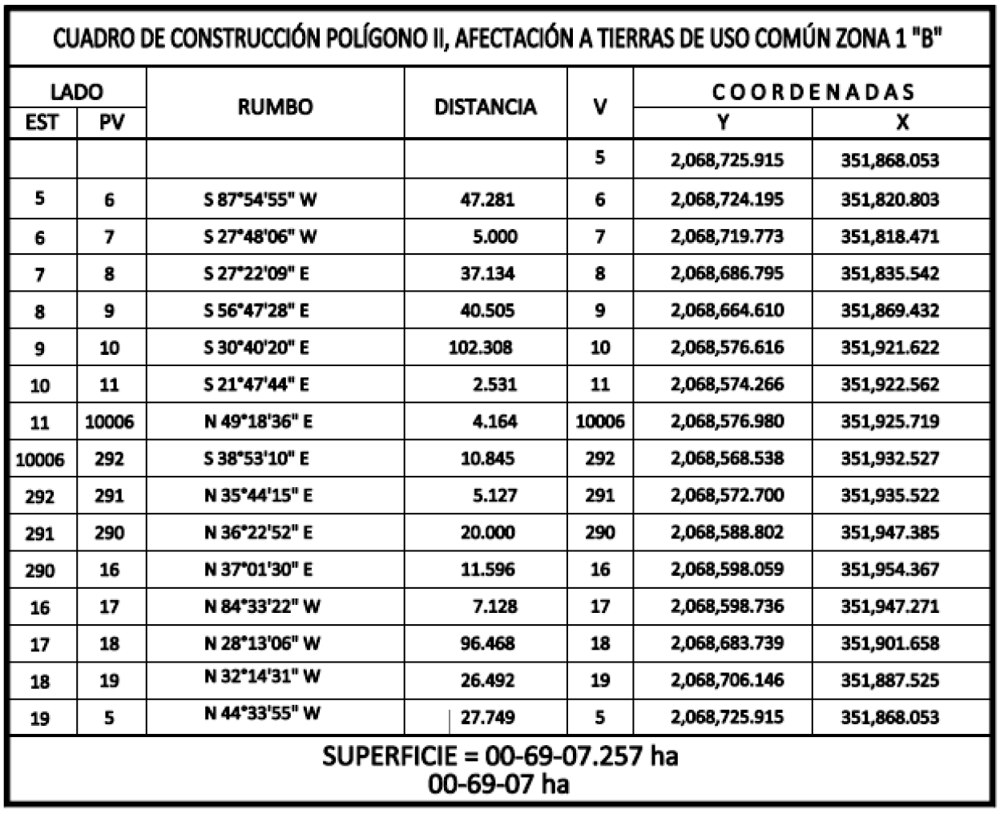 CUADRO DE CONSTRUCCIÓN POLÍGONO II, AFECTACIÓN A TIERRAS DE USO COMÚN ZONA 1 "B"
LADO RUMBO DISTANCIA V COORDENADAS
EST PV Y X
5 2,068,725.915 351,868.053
5 6 S 87°54'55" W 47.281 6 2,068,724.195 351,820.803
6 7 S 27°48'06" W 5.000 7 2,068,719.773 351,818.471
7 8 S 27°22'09" E 37.134 8 2,068,686.795 351,835.542
8 9 S 56°47'28" E 40.505 9 2,068,664.610 351,869.432
9 10 S 30°40'20" E 102.308 10 2,068,576.616 351,921.622
10 11 S 21°47'44" E 2.531 11 2,068,574.266 351,922.562
11 10006 N 49°18'36" E 4.164 10006 2,068,576.980 351,925.719
10006 292 S 38°53'10" E 10.845 292 2,068,568.538 351,932.527
292 291 N 35°44'15" E 5.127 291 2,068,572.700 351,935.522
291 290 N 36°22'52" E 20.000 290 2,068,588.802 351,947.385
290 16 N 37°01'30" E 11.596 16 2,068,598.059 351,954.367
16 17 N 84°33'22" W 7.128 17 2,068,598.736 351,947.271
17 18 N 28°13'06" W 96.468 18 2,068,683.739 351,901.658
18 19 N 32°14'31" W 26.492 19 2,068,706.146 351,887.525
19 5 N 44°33'55" W 27.749 5 2,068,725.915 351,868.053
SUPERFICIE = 00-69-07.257 ha
00-69-07 ha